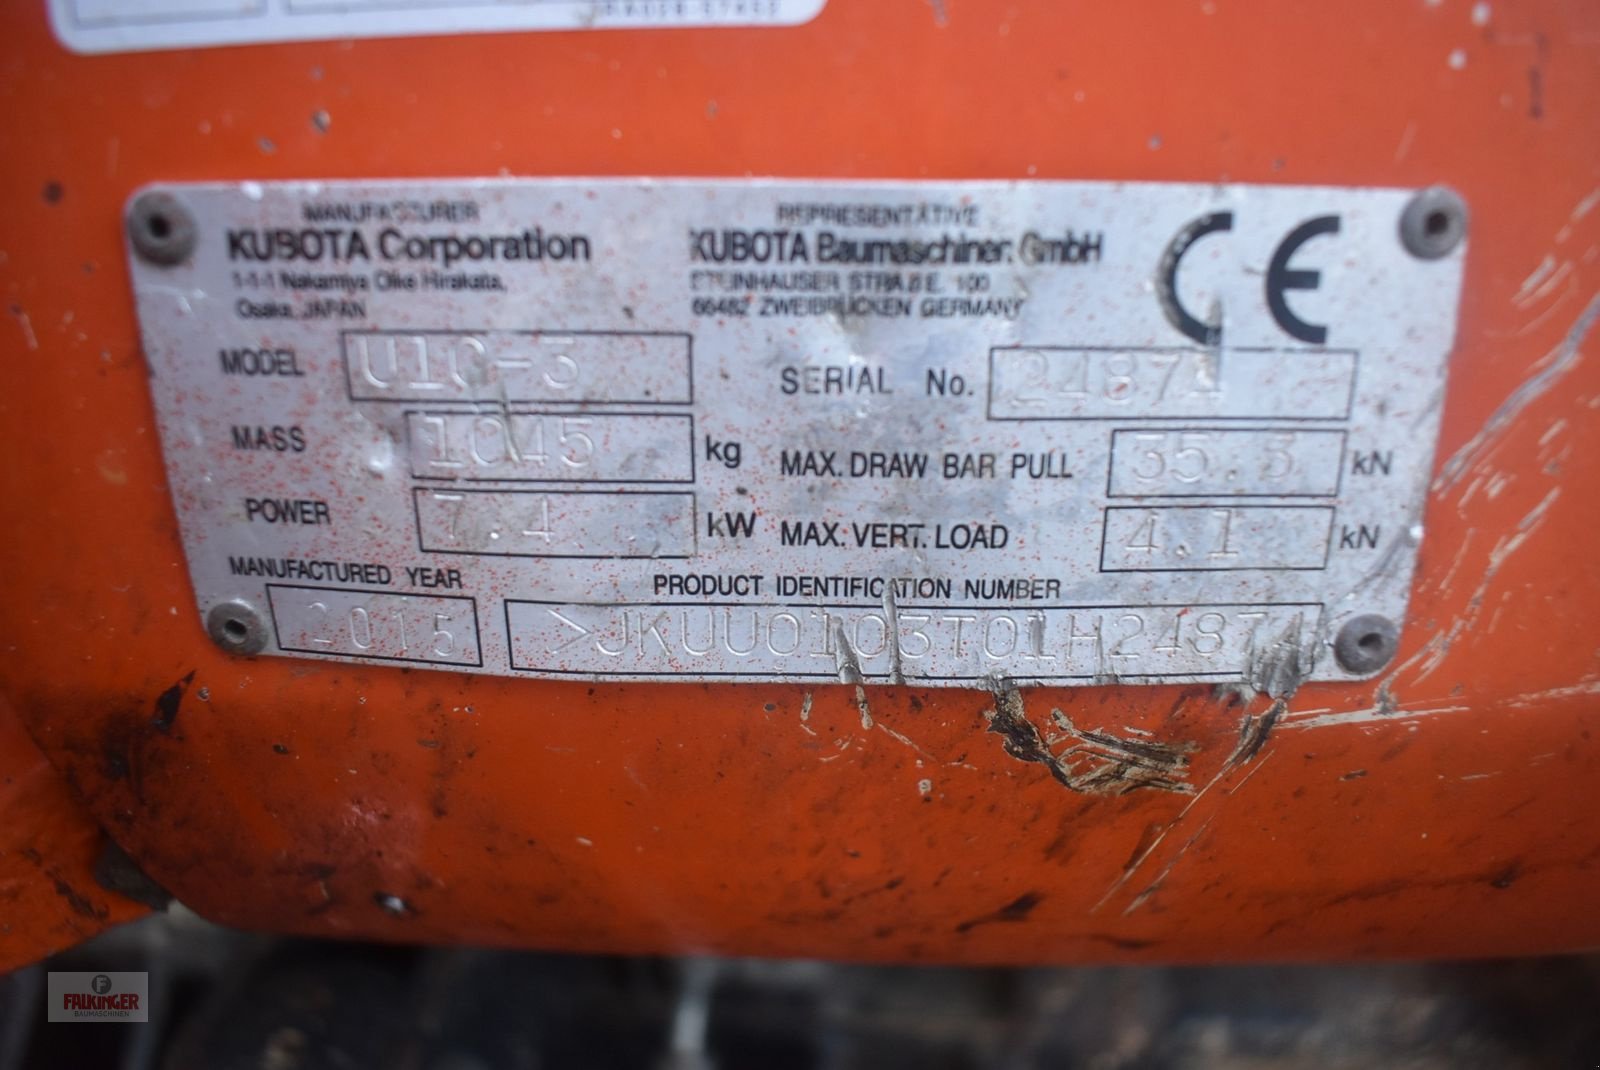 MANUFACTURER
KUBOTA Corporation
1-1-1 Nakamiya Oike Hirakata,
Osaka, JAPAN
REPRESENTATIVE
KUBOTA Baumaschinen GmbH
STEINHAUSER STRAßE. 100
66482 ZWEIBRÜCKEN GERMANY
CE
MODEL U10-3
SERIAL No. 24874
MASS 1045 kg
MAX. DRAW BAR PULL 35.3 kN
POWER 7.4 kW
MAX. VERT. LOAD 4.1 kN
MANUFACTURED YEAR
2015
PRODUCT IDENTIFICATION NUMBER
>JKUU0103T01H24874
F
FALKINGER
BAUMASCHINEN